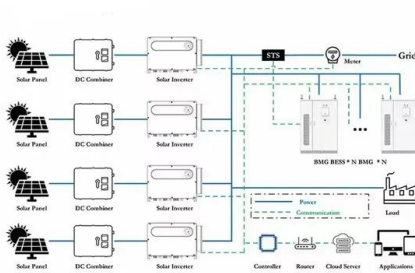 STS
Meter
Grid
Solar Panel
DC Combiner
Solar Inverter
Solar Panel
DC Combiner
Solar Inverter
BMG BESS * N BMG * N
Solar Panel
DC Combiner
Solar Inverter
Power
Communication
Load
Solar Panel
DC Combiner
Solar Inverter
Controller
Router
Cloud Server
Applications